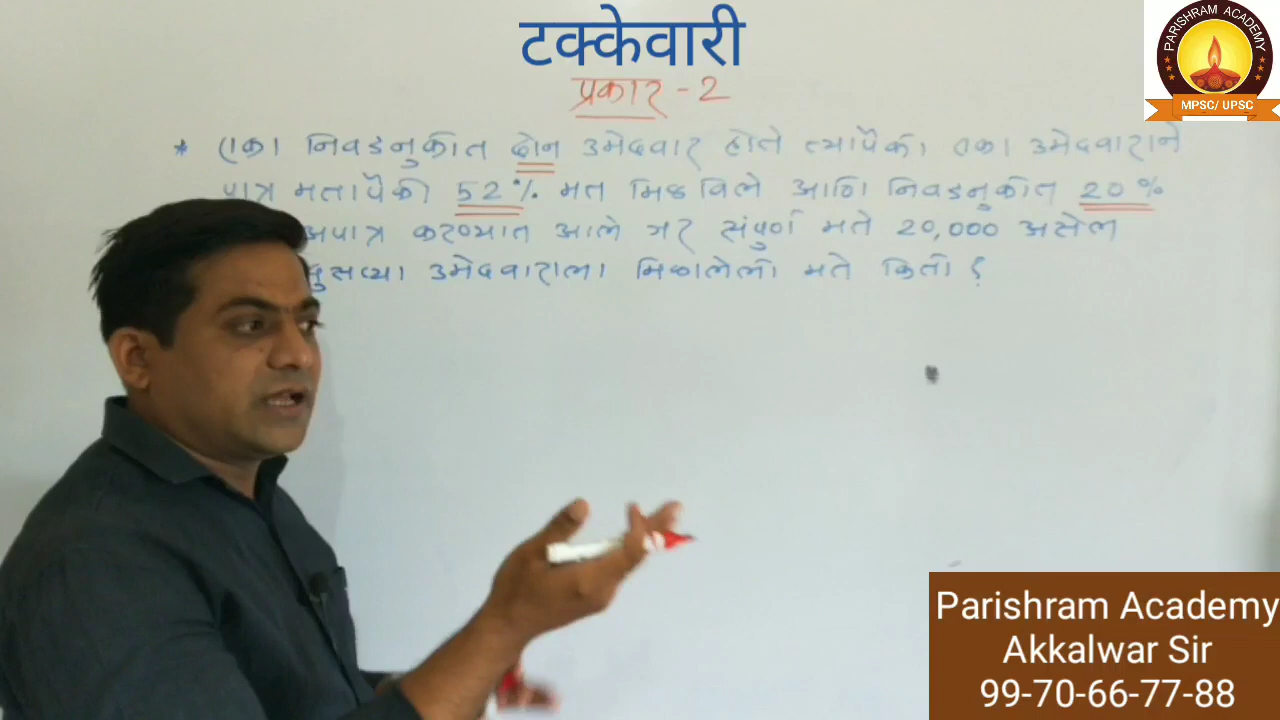 टक्केवारी
प्रकार - 2
* एका निवडनुकीत दोन उमेदवार होते त्यापैकी एका उमेदवाराने
पात्र मतापैकी 52% मत मिळविले आणि निवडनुकीत 20%
अपात्र करण्यात आले जर संपुर्ण मते 20,000 असेल
दुसऱ्या उमेदवाराला मिळालेली मते किती ?
PARISHRAM ACADEMY
MPSC/ UPSC
Parishram Academy
Akkalwar Sir
99-70-66-77-88